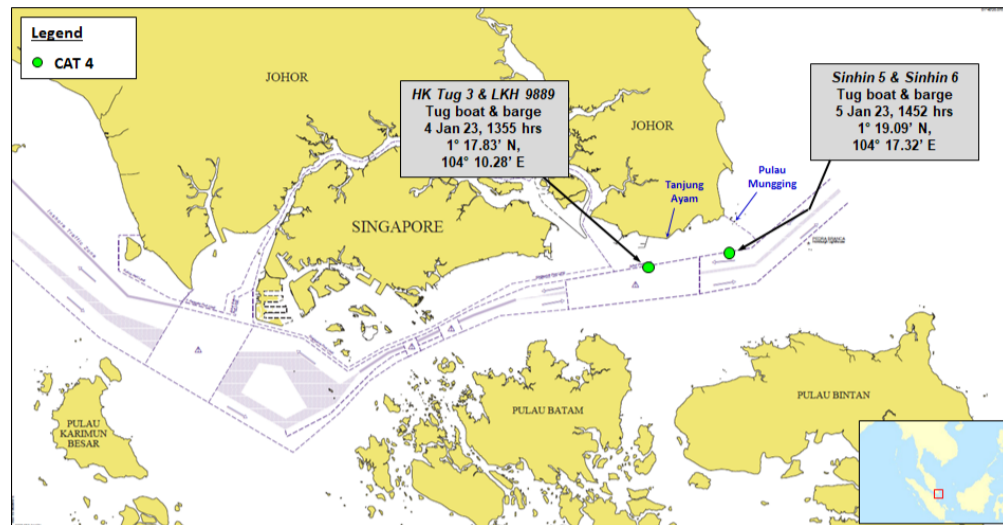 Legend
CAT 4
JOHOR
HK Tug 3 & LKH 9889
Tug boat & barge
4 Jan 23, 1355 hrs
1° 17.83’ N,
104° 10.28’ E
JOHOR
Sinhin 5 & Sinhin 6
Tug boat & barge
5 Jan 23, 1452 hrs
1° 19.09’ N,
104° 17.32’ E
Tanjung
Ayam
Pulau
Mungging
SINGAPORE
PULAU
KARIMUN
BESAR
PULAU BATAM
PULAU BINTAN